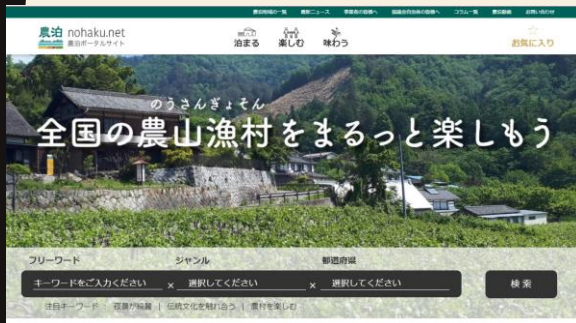 農泊地域の一覧 最新ニュース 事業者の皆様へ 協議会自治体の皆様へ コラム一覧 農泊動画 お問い合わせ
農泊 nohaku.net
農泊ポータルサイト
泊まる 楽しむ 味わう
お気に入り
のうさんぎょそん
全国の農山漁村をまるっと楽しもう
フリーワード ジャンル 都道府県
キーワードをご入力ください × 選択してください × 選択してください 検索
注目キーワード : 夜景が綺麗 | 伝統文化を触れ合う | 農村を楽しむ